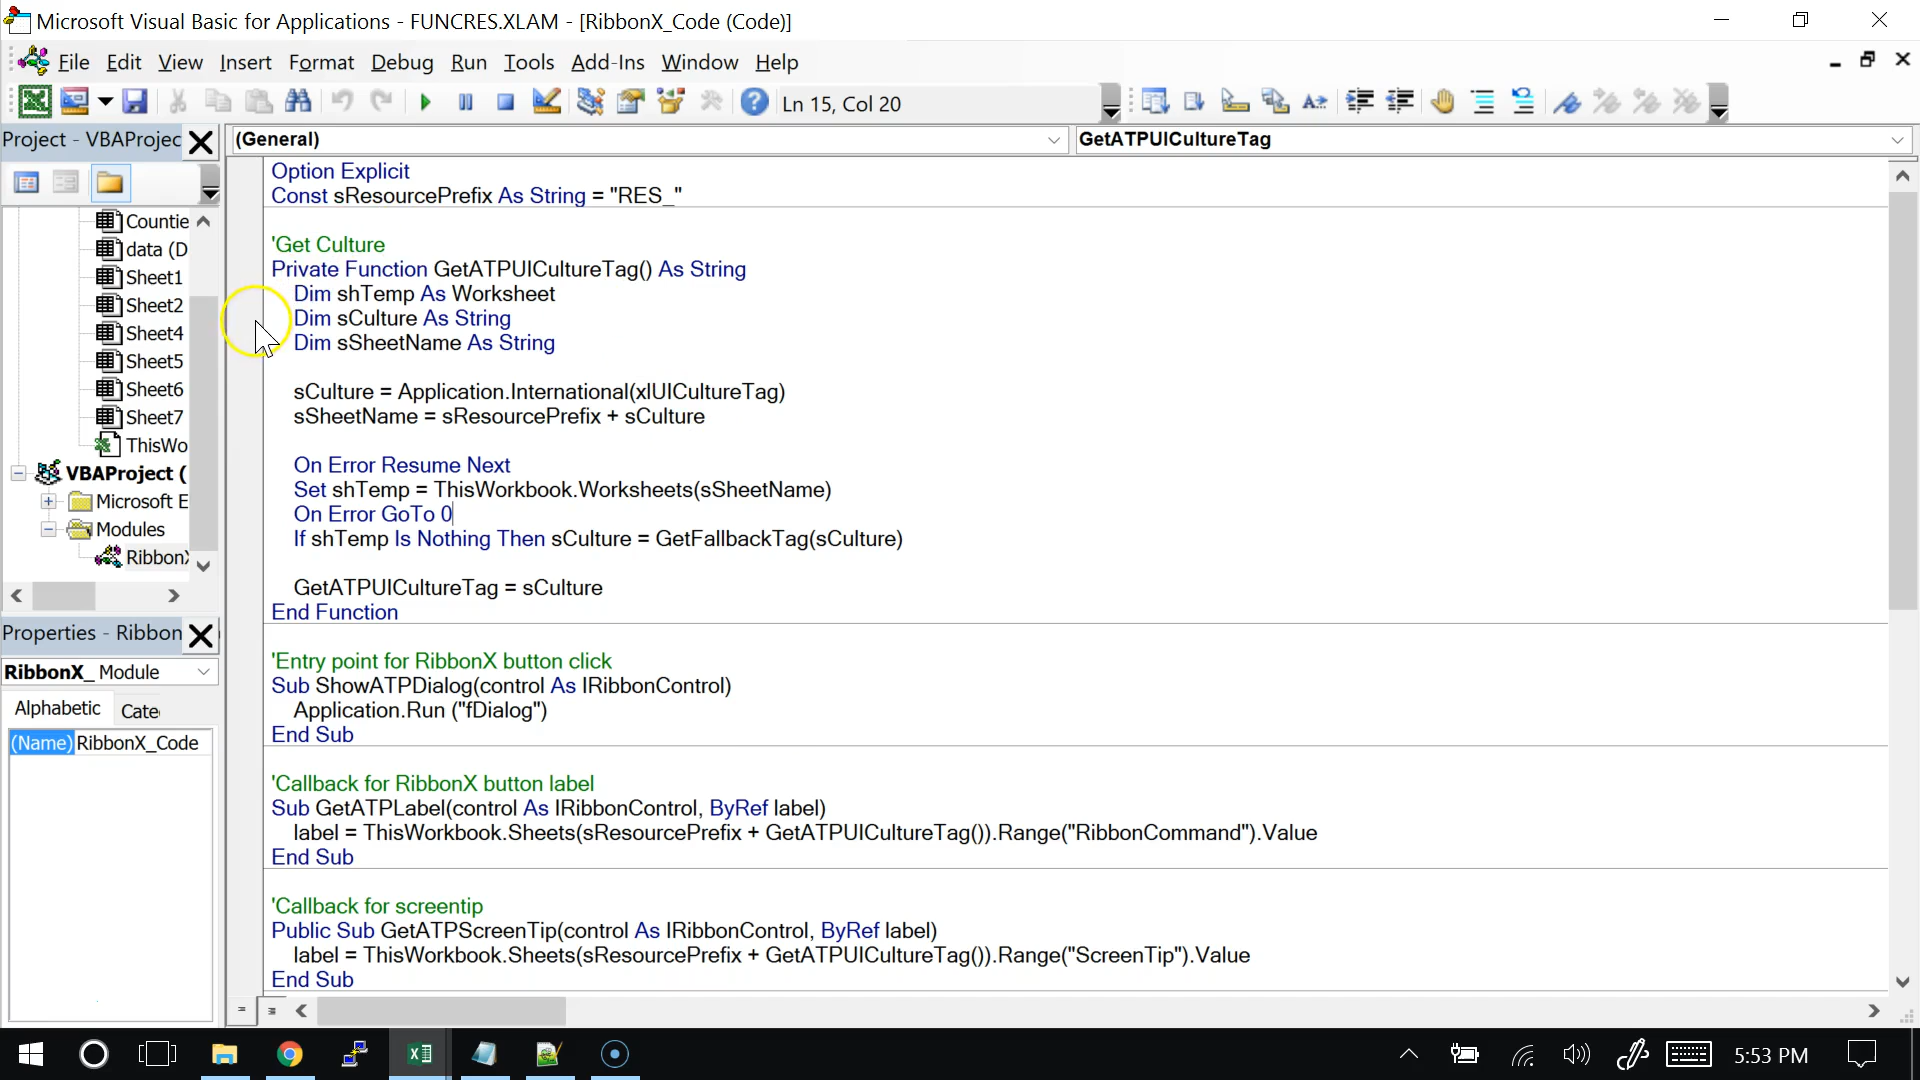 Microsoft Visual Basic for Applications - FUNCRES.XLAM - [RibbonX_Code (Code)]
File Edit View Insert Format Debug Run Tools Add-Ins Window Help
Ln 15, Col 20
Project - VBAProjec
(General)
GetATPUICultureTag
Countie
data (D
Sheet1
Sheet2
Sheet4
Sheet5
Sheet6
Sheet7
ThisWo
VBAProject (
Microsoft E
Modules
RibbonX
Properties - Ribbon
RibbonX_ Module
Alphabetic Cate
(Name) RibbonX_Code
Option Explicit
Const sResourcePrefix As String = "RES_"
'Get Culture
Private Function GetATPUICultureTag() As String
Dim shTemp As Worksheet
Dim sCulture As String
Dim sSheetName As String
sCulture = Application.International(xlUICultureTag)
sSheetName = sResourcePrefix + sCulture
On Error Resume Next
Set shTemp = ThisWorkbook.Worksheets(sSheetName)
On Error GoTo 0
If shTemp Is Nothing Then sCulture = GetFallbackTag(sCulture)
GetATPUICultureTag = sCulture
End Function
'Entry point for RibbonX button click
Sub ShowATPDialog(control As IRibbonControl)
Application.Run ("fDialog")
End Sub
'Callback for RibbonX button label
Sub GetATPLabel(control As IRibbonControl, ByRef label)
label = ThisWorkbook.Sheets(sResourcePrefix + GetATPUICultureTag()).Range("RibbonCommand").Value
End Sub
'Callback for screentip
Public Sub GetATPScreenTip(control As IRibbonControl, ByRef label)
label = ThisWorkbook.Sheets(sResourcePrefix + GetATPUICultureTag()).Range("ScreenTip").Value
End Sub
5:53 PM